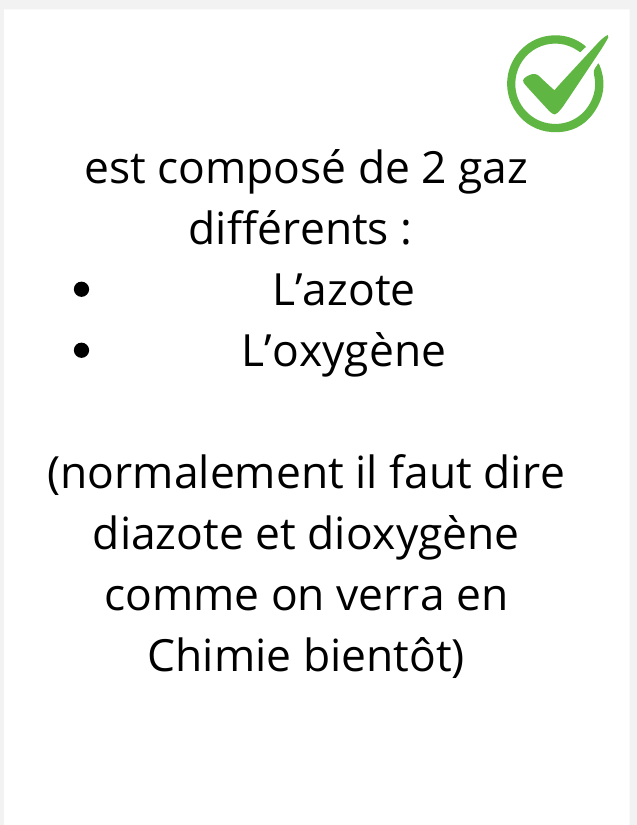 est composé de 2 gaz
différents :
• L’azote
• L’oxygène
(normalement il faut dire
diazote et dioxygène
comme on verra en
Chimie bientôt)